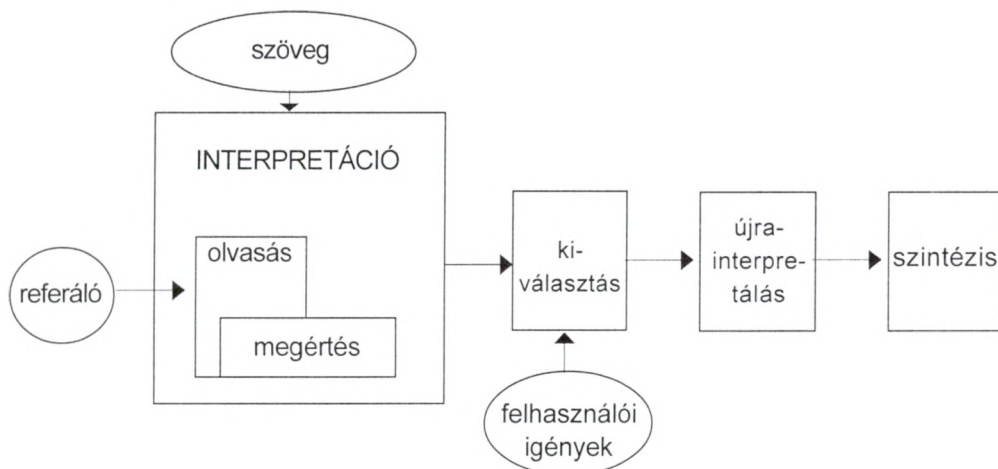 szöveg
INTERPRETÁCIÓ
olvasás
megértés
referáló
ki-
választás
felhasználói
igények
újra-
interpre-
tálás
szintézis